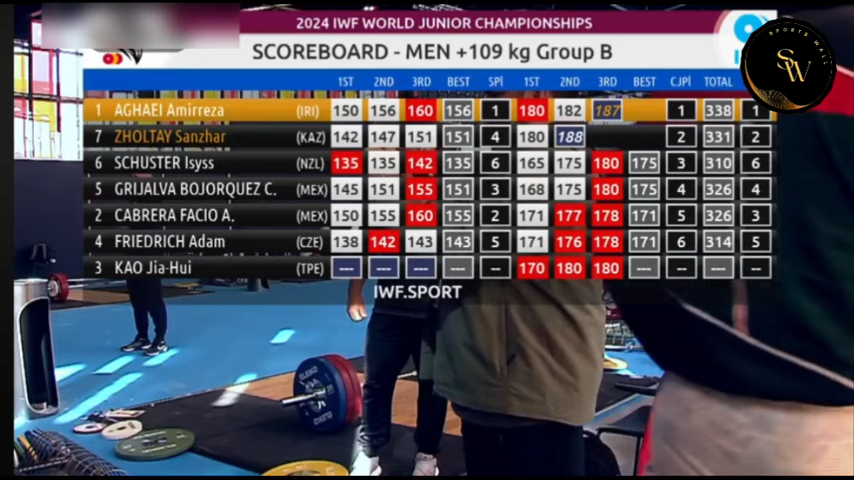 2024 IWF WORLD JUNIOR CHAMPIONSHIPS
SCOREBOARD - MEN +109 kg Group B
1ST 2ND 3RD BEST SPl 1ST 2ND 3RD BEST CJPl TOTAL
1 AGHAEI Amirreza (IRI) 150 156 160 156 1 180 182 187 1 338 1
7 ZHOLTAY Sanzhar (KAZ) 142 147 151 151 4 180 188 2 331 2
6 SCHUSTER Isyss (NZL) 135 135 142 135 6 165 175 180 175 3 310 6
5 GRIJALVA BOJORQUEZ C. (MEX) 145 151 155 151 3 168 175 180 175 4 326 4
2 CABRERA FACIO A. (MEX) 150 155 160 155 2 171 177 178 171 5 326 3
4 FRIEDRICH Adam (CZE) 138 142 143 143 5 171 176 178 171 6 314 5
3 KAO Jia-Hui (TPE) --- --- --- --- -- 170 180 180 --- -- --- --
IWF.SPORT
SPORTS WELL
SW
ELEIKO